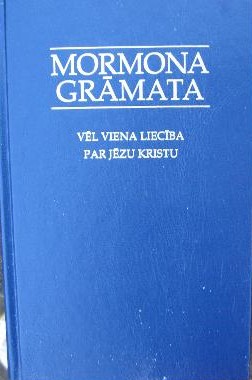 MORMONA
GRĀMATA
VĒL VIENA LIECĪBA
PAR JĒZU KRISTU